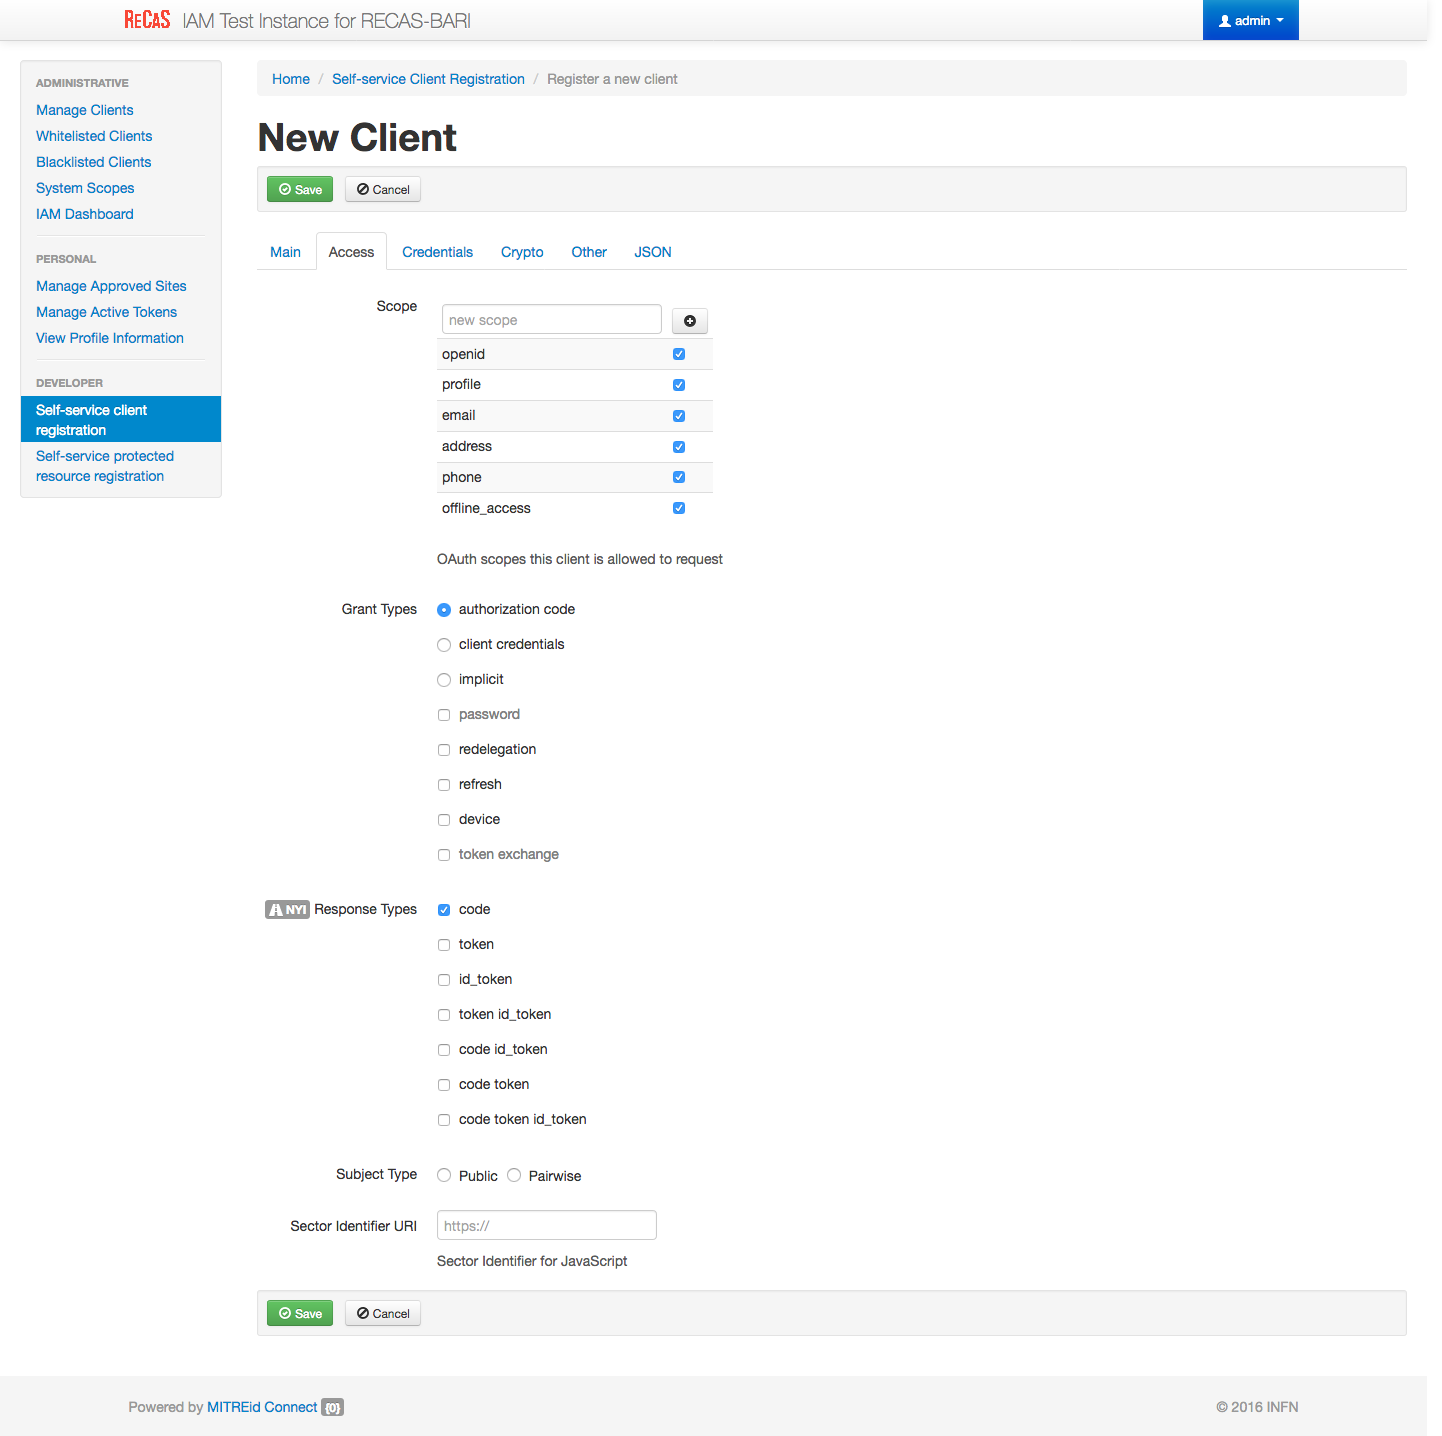 ReCaS IAM Test Instance for RECAS-BARI
admin
ADMINISTRATIVE
Manage Clients
Whitelisted Clients
Blacklisted Clients
System Scopes
IAM Dashboard
PERSONAL
Manage Approved Sites
Manage Active Tokens
View Profile Information
DEVELOPER
Self-service client
registration
Self-service protected
resource registration
Home / Self-service Client Registration / Register a new client
New Client
Save Cancel
Main Access Credentials Crypto Other JSON
Scope
new scope
openid
profile
email
address
phone
offline_access
OAuth scopes this client is allowed to request
Grant Types
authorization code
client credentials
implicit
password
redelegation
refresh
device
token exchange
NYI Response Types
code
token
id_token
token id_token
code id_token
code token
code token id_token
Subject Type
Public Pairwise
Sector Identifier URI
https://
Sector Identifier for JavaScript
Save Cancel
Powered by MITREid Connect {0}
© 2016 INFN